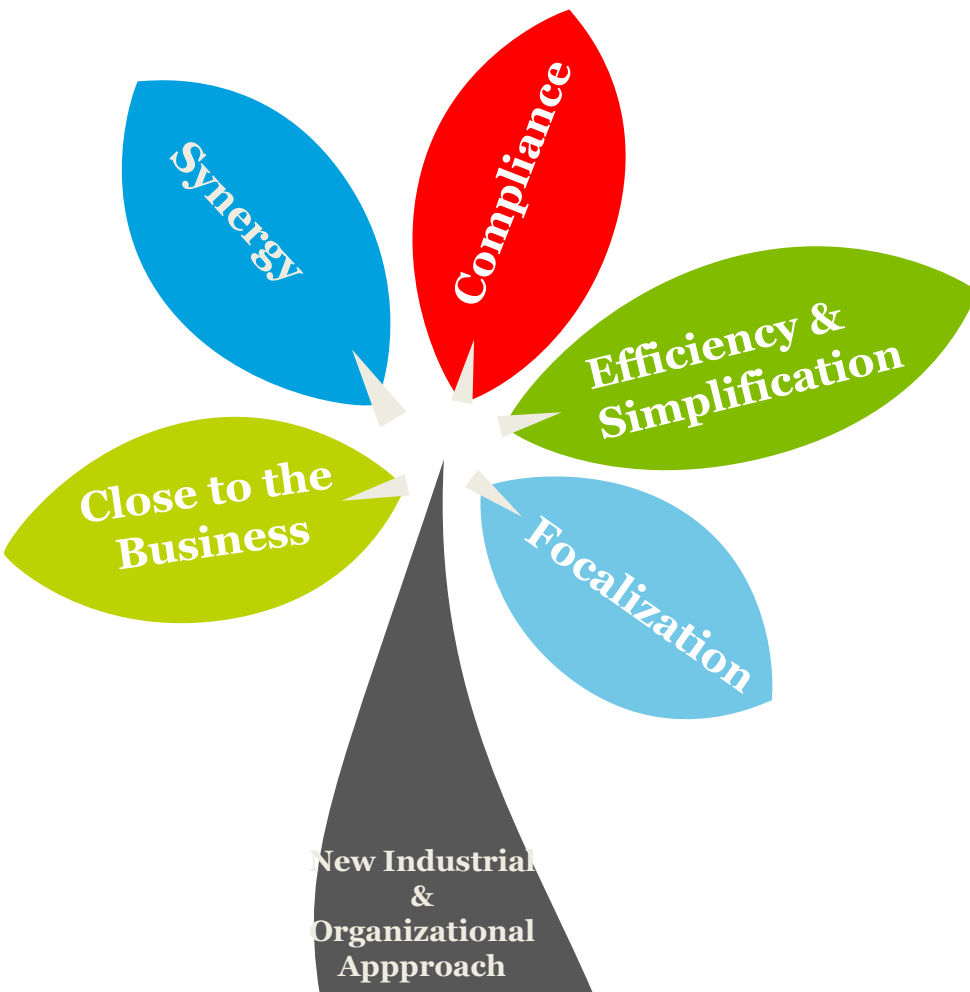 Synergy
Compliance
Efficiency &
Simplification
Close to the
Business
Focalization
New Industrial
&
Organizational
Appproach